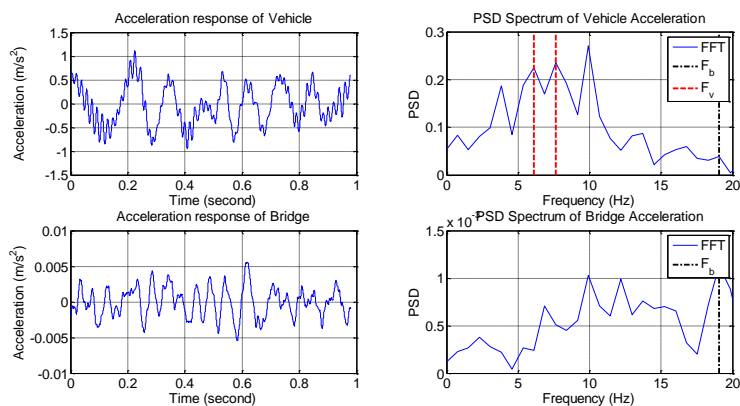 Acceleration response of Vehicle
1.5
1
0.5
0
-0.5
-1
-1.5
Acceleration (m/s2)
0 0.2 0.4 0.6 0.8 1
Time (second)
PSD Spectrum of Vehicle Acceleration
0.3
0.2
0.1
0
PSD
0 5 10 15 20
Frequency (Hz)
FFT
Fb
Fv
Acceleration response of Bridge
0.01
0.005
0
-0.005
-0.01
Acceleration (m/s2)
0 0.2 0.4 0.6 0.8 1
Time (second)
PSD Spectrum of Bridge Acceleration
1.5
1
0.5
0
PSD
0 5 10 15 20
Frequency (Hz)
FFT
Fb